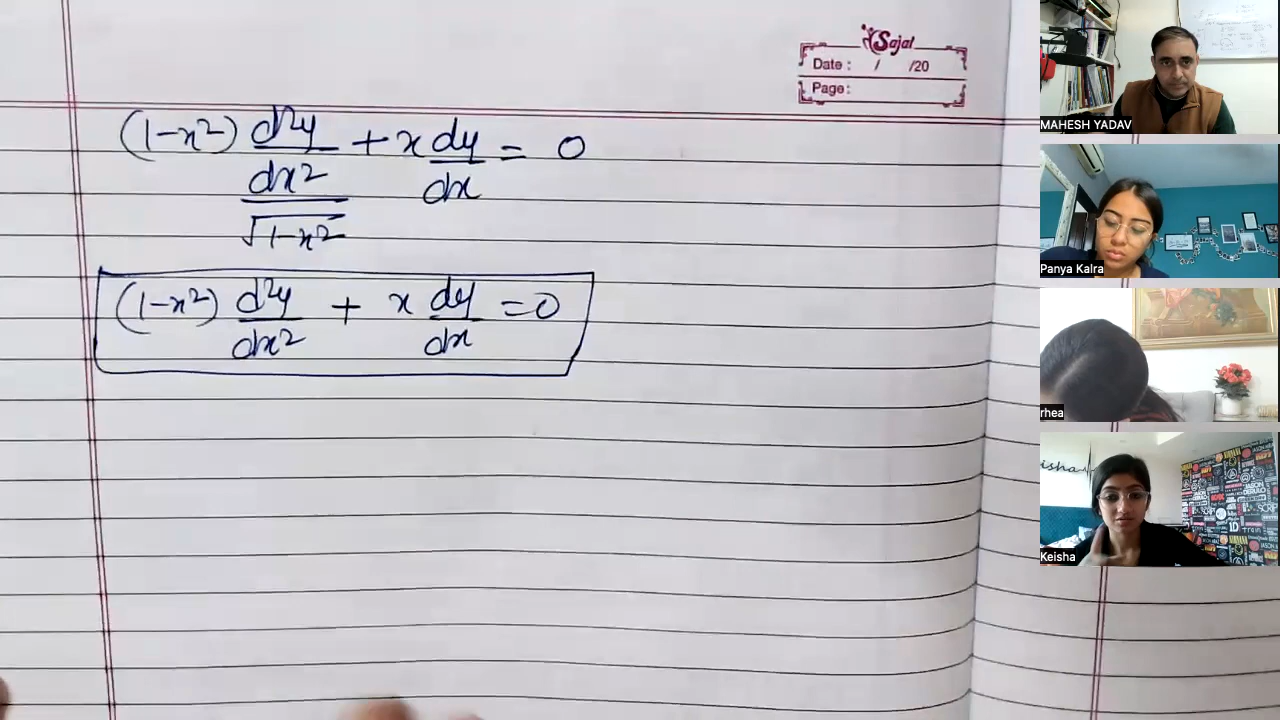 Sajal
Date : / /20
Page:
(1-x²) d²y/dx² + x dy/dx = 0
√1-x²
(1-x²) d²y/dx² + x dy/dx = 0
MAHESH YADAV
Panya Kalra
rhea
Keisha
isha